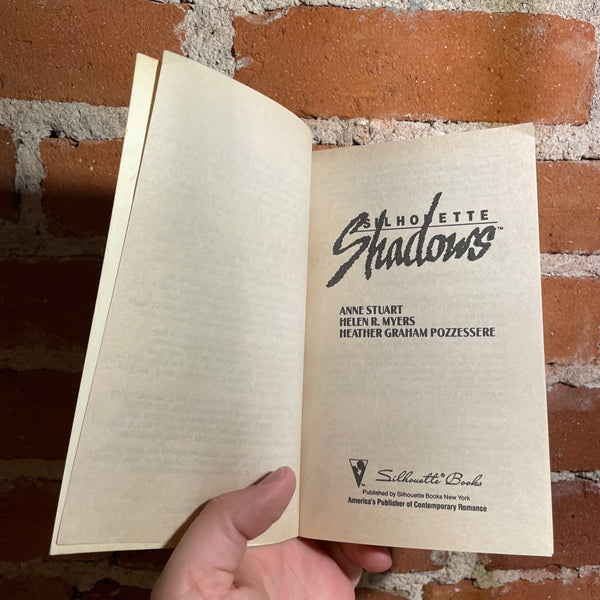 SILHOUETTE
Shadows™
ANNE STUART
HELEN R. MYERS
HEATHER GRAHAM POZZESSERE
Silhouette® Books
Published by Silhouette Books New York
America's Publisher of Contemporary Romance